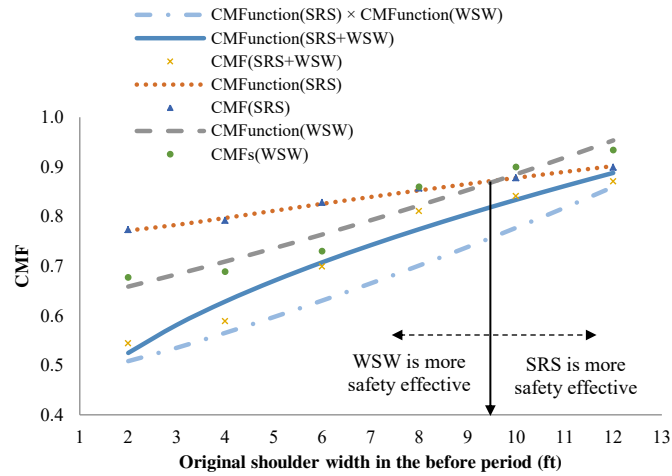 CMFunction(SRS) × CMFunction(WSW)
CMFunction(SRS+WSW)
CMF(SRS+WSW)
CMFunction(SRS)
CMF(SRS)
CMFunction(WSW)
CMFs(WSW)
1.0
0.9
0.8
0.7
0.6
0.5
0.4
CMF
WSW is more
safety effective
SRS is more
safety effective
1 2 3 4 5 6 7 8 9 10 11 12 13
Original shoulder width in the before period (ft)